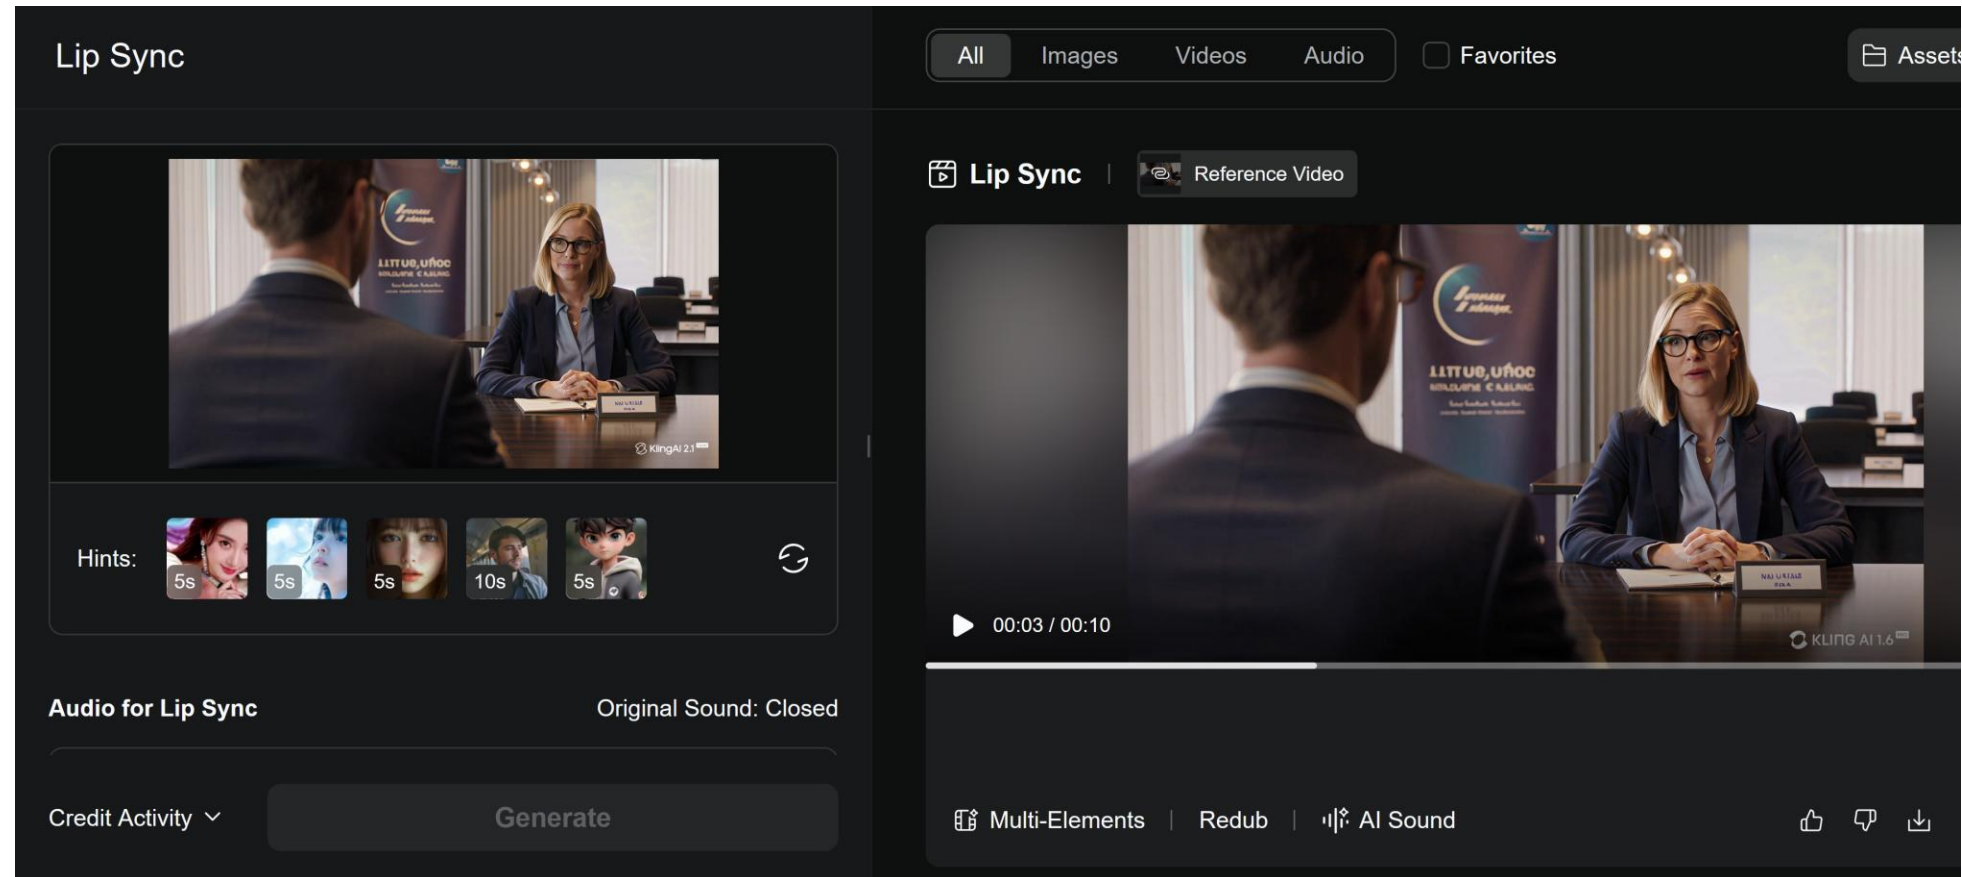 Lip Sync
KlingAI 2.1
Hints:
5s
5s
5s
10s
5s
Audio for Lip Sync
Original Sound: Closed
Credit Activity
Generate
All
Images
Videos
Audio
Favorites
Assets
Lip Sync
Reference Video
00:03 / 00:10
KLING AI 1.6
Multi-Elements
Redub
AI Sound